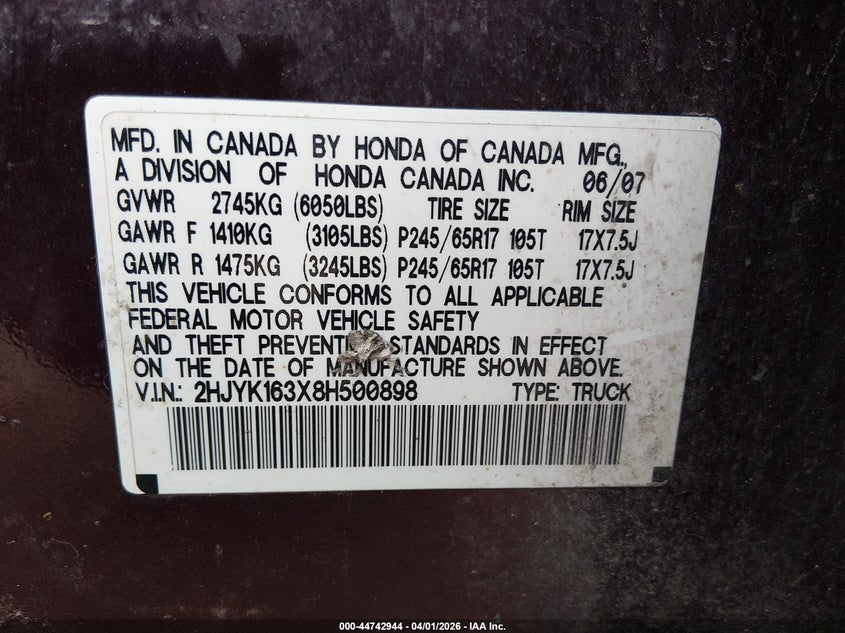 MFD. IN CANADA BY HONDA OF CANADA MFG.,
A DIVISION OF HONDA CANADA INC. 06/07
GVWR 2745KG (6050LBS) TIRE SIZE RIM SIZE
GAWR F 1410KG (3105LBS) P245/65R17 105T 17X7.5J
GAWR R 1475KG (3245LBS) P245/65R17 105T 17X7.5J
THIS VEHICLE CONFORMS TO ALL APPLICABLE
FEDERAL MOTOR VEHICLE SAFETY
AND THEFT STANDARDS IN EFFECT
ON THE DATE OF MANUFACTURE SHOWN ABOVE.
V.I.N.: 2HJYK163X8H500898 TYPE: TRUCK
000-44742944 - 04/01/2026 - IAA Inc.